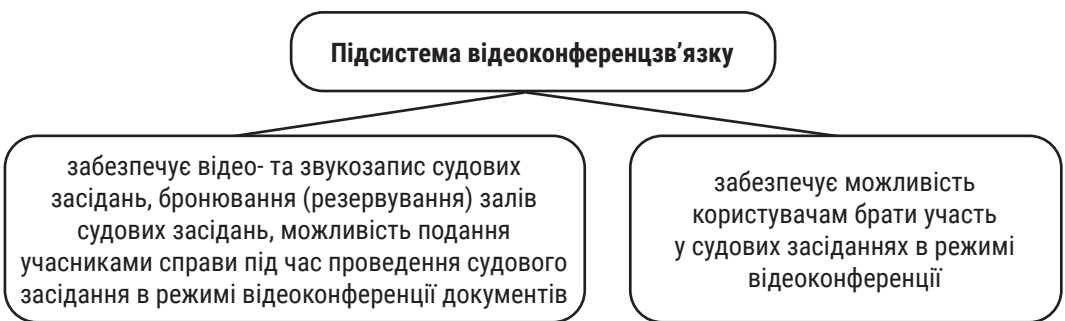 Підсистема відеоконференцзв’язку
забезпечує відео- та звукозапис судових
засідань, бронювання (резервування) залів
судових засідань, можливість подання
учасниками справи під час проведення судового
засідання в режимі відеоконференції документів
забезпечує можливість
користувачам брати участь
у судових засіданнях в режимі
відеоконференції